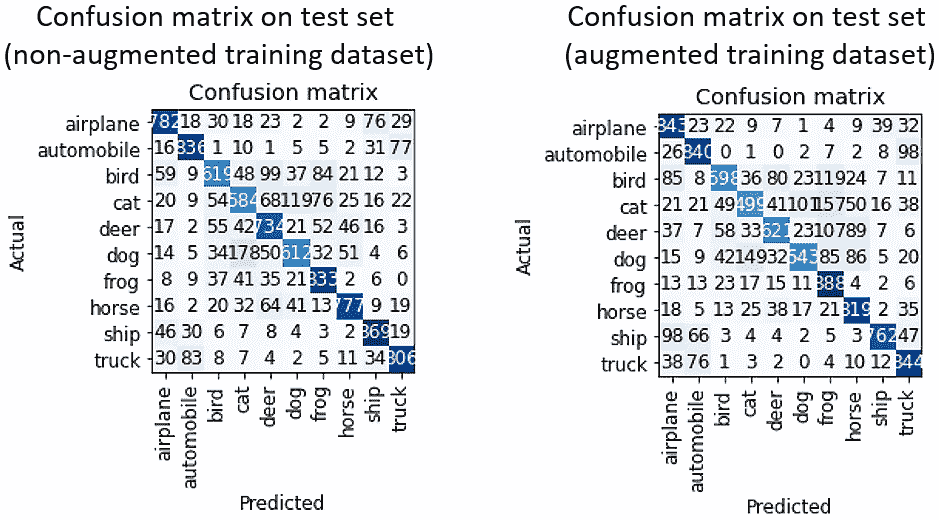 Confusion matrix on test set
(non-augmented training dataset)
Confusion matrix
Actual
airplane 782 18 30 18 23 2 2 9 76 29
automobile 16 836 1 10 1 5 5 2 31 77
bird 59 9 619 48 99 37 84 21 12 3
cat 20 9 54 584 68 119 76 25 16 22
deer 17 2 55 42 734 21 52 46 16 3
dog 14 5 34 178 50 612 32 51 4 6
frog 8 9 37 41 35 21 833 2 6 0
horse 16 2 20 32 64 41 13 777 9 19
ship 46 30 6 7 8 4 3 2 869 19
truck 30 83 8 7 4 2 5 11 34 806
airplane automobile bird cat deer dog frog horse ship truck
Predicted
Confusion matrix on test set
(augmented training dataset)
Confusion matrix
Actual
airplane 843 23 22 9 7 1 4 9 39 32
automobile 26 840 0 1 0 2 7 2 8 98
bird 85 8 598 36 80 23 119 24 7 11
cat 21 21 49 499 41 101 157 50 16 38
deer 37 7 58 33 621 23 107 89 7 6
dog 15 9 42 149 32 543 85 86 5 20
frog 13 13 23 17 15 11 888 4 2 6
horse 18 5 13 25 38 17 21 819 2 35
ship 98 66 3 4 4 2 5 3 762 47
truck 38 76 1 3 2 0 4 10 12 844
airplane automobile bird cat deer dog frog horse ship truck
Predicted